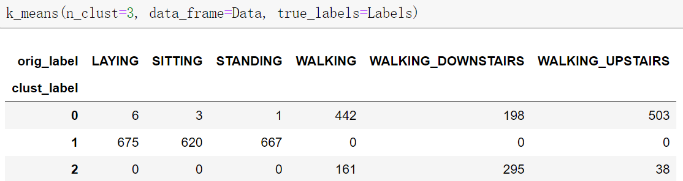 k_means(n_clust=3, data_frame=Data, true_labels=Labels)
orig_label LAYING SITTING STANDING WALKING WALKING_DOWNSTAIRS WALKING_UPSTAIRS
clust_label
0 6 3 1 442 198 503
1 675 620 667 0 0 0
2 0 0 0 161 295 38